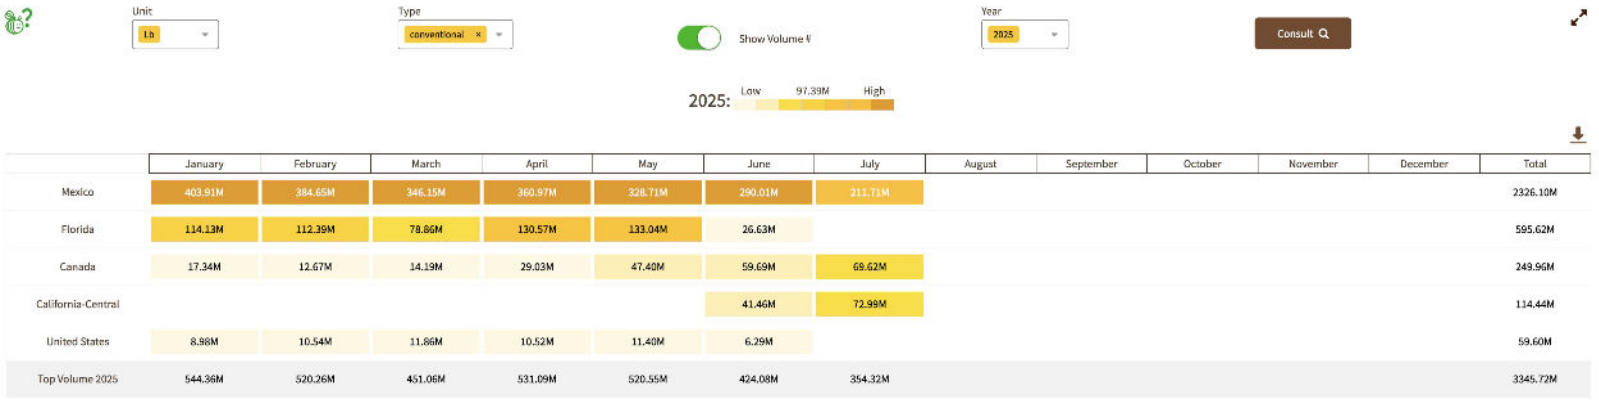 ?
Unit Type Year
Lb conventional × Show Volume # 2025 Consult
Low 97.39M High
2025:
January February March April May June July August September October November December Total
Mexico 403.91M 384.65M 346.15M 360.97M 328.71M 290.01M 211.71M 2326.10M
Florida 114.13M 112.39M 78.86M 130.57M 133.04M 26.63M 595.62M
Canada 17.34M 12.67M 14.19M 29.03M 47.40M 59.69M 69.62M 249.96M
California-Central 41.46M 72.99M 114.44M
United States 8.98M 10.54M 11.86M 10.52M 11.40M 6.29M 59.60M
Top Volume 2025 544.36M 520.26M 451.06M 531.09M 520.55M 424.08M 354.32M 3345.72M